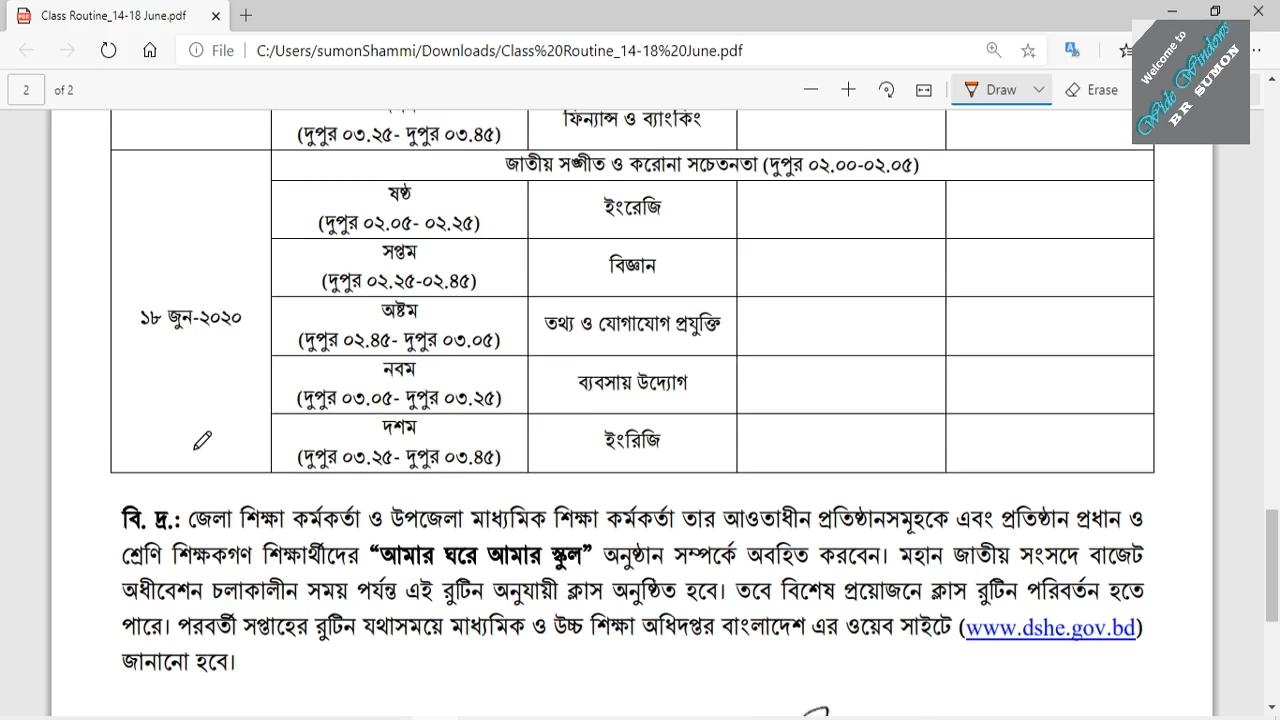 Class Routine_14-18 June.pdf
File C:/Users/sumonShammi/Downloads/Class%20Routine_14-18%20June.pdf
2 of 2 Draw Erase
Welcome to
Wide Windows
BR SUMON
(দুপুর ০৩.২৫- দুপুর ০৩.৪৫) ফিন্যান্স ও ব্যাংকিং
জাতীয় সঙ্গীত ও করোনা সচেতনতা (দুপুর ০২.০০-০২.০৫)
১৮ জুন-২০২০
ষষ্ঠ
(দুপুর ০২.০৫- ০২.২৫)
ইংরেজি
সপ্তম
(দুপুর ০২.২৫-০২.৪৫)
বিজ্ঞান
অষ্টম
(দুপুর ০২.৪৫- দুপুর ০৩.০৫)
তথ্য ও যোগাযোগ প্রযুক্তি
নবম
(দুপুর ০৩.০৫- দুপুর ০৩.২৫)
ব্যবসায় উদ্যোগ
দশম
(দুপুর ০৩.২৫- দুপুর ০৩.৪৫)
ইংরিজি
বি. দ্র.: জেলা শিক্ষা কর্মকর্তা ও উপজেলা মাধ্যমিক শিক্ষা কর্মকর্তা তার আওতাধীন প্রতিষ্ঠানসমূহকে এবং প্রতিষ্ঠান প্রধান ও
শ্রেণি শিক্ষকগণ শিক্ষার্থীদের “আমার ঘরে আমার স্কুল” অনুষ্ঠান সম্পর্কে অবহিত করবেন। মহান জাতীয় সংসদে বাজেট
অধীবেশন চলাকালীন সময় পর্যন্ত এই রুটিন অনুযায়ী ক্লাস অনুষ্ঠিত হবে। তবে বিশেষ প্রয়োজনে ক্লাস রুটিন পরিবর্তন হতে
পারে। পরবর্তী সপ্তাহের রুটিন যথাসময়ে মাধ্যমিক ও উচ্চ শিক্ষা অধিদপ্তর বাংলাদেশ এর ওয়েব সাইটে (www.dshe.gov.bd)
জানানো হবে।